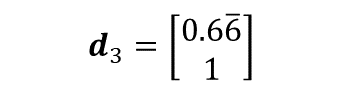 d₃ = [0.66̅
1]